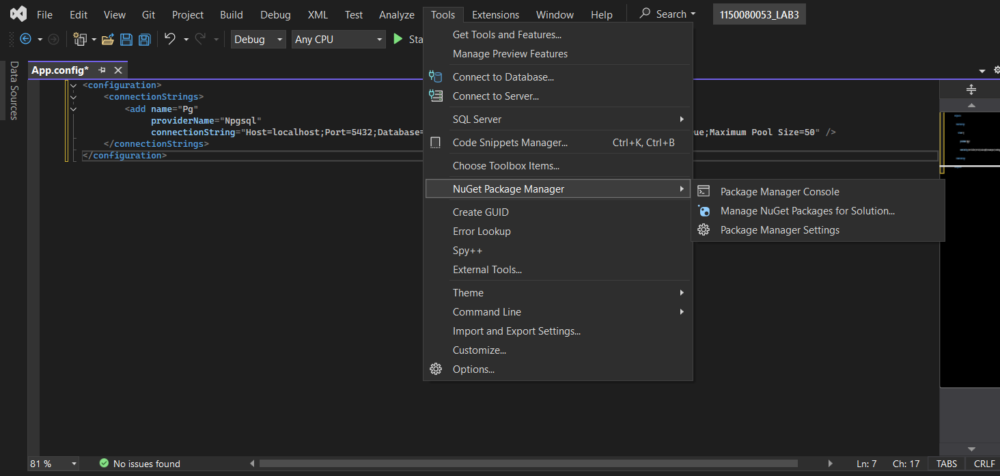 File Edit View Git Project Build Debug XML Test Analyze Tools Extensions Window Help Search 1150080053_LAB3
Debug Any CPU Sta
Data Sources
App.config*
<configuration>
<connectionStrings>
<add name="Pg"
providerName="Npgsql"
connectionString="Host=localhost;Port=5432;Database= ue;Maximum Pool Size=50" />
</connectionStrings>
</configuration>
Get Tools and Features...
Manage Preview Features
Connect to Database...
Connect to Server...
SQL Server
Code Snippets Manager... Ctrl+K, Ctrl+B
Choose Toolbox Items...
NuGet Package Manager
Create GUID
Error Lookup
Spy++
External Tools...
Theme
Command Line
Import and Export Settings...
Customize...
Options...
Package Manager Console
Manage NuGet Packages for Solution...
Package Manager Settings
81 % No issues found Ln: 7 Ch: 17 TABS CRLF